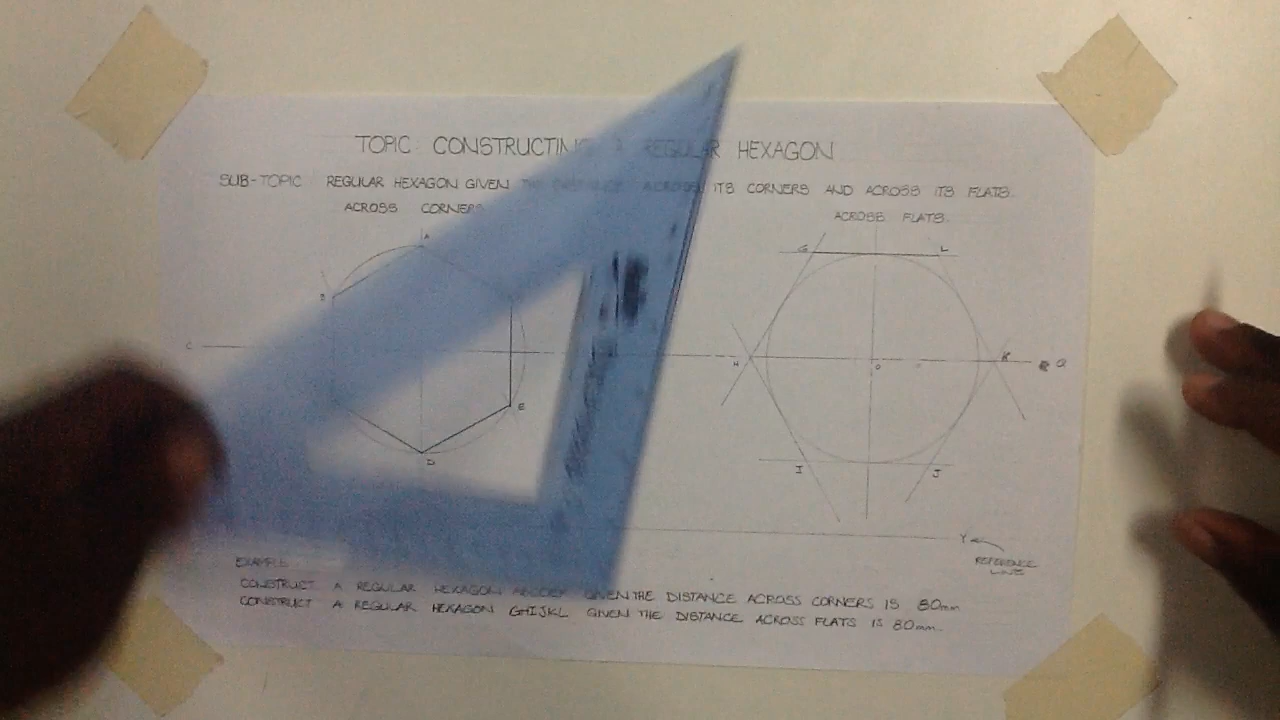 TOPIC: CONSTRUCTING A REGULAR HEXAGON
SUB-TOPIC REGULAR HEXAGON GIVEN THE DISTANCE ACROSS ITS CORNERS AND ACROSS ITS FLATS.
ACROSS CORNERS
ACROSS FLATS.
A
B
C
D
E
G
L
H
O
K
Q
I
J
Y
REFERENCE
LINE
EXAMPLE
CONSTRUCT A REGULAR HEXAGON ABCDEF GIVEN THE DISTANCE ACROSS CORNERS IS 80mm
CONSTRUCT A REGULAR HEXAGON GHIJKL GIVEN THE DISTANCE ACROSS FLATS IS 80mm.